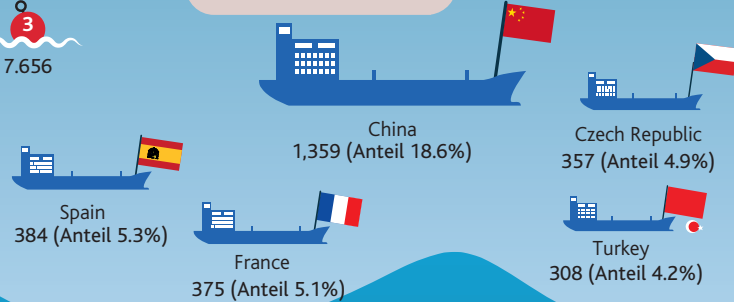 3
7.656
China
1,359 (Anteil 18.6%)
Czech Republic
357 (Anteil 4.9%)
Spain
384 (Anteil 5.3%)
France
375 (Anteil 5.1%)
Turkey
308 (Anteil 4.2%)